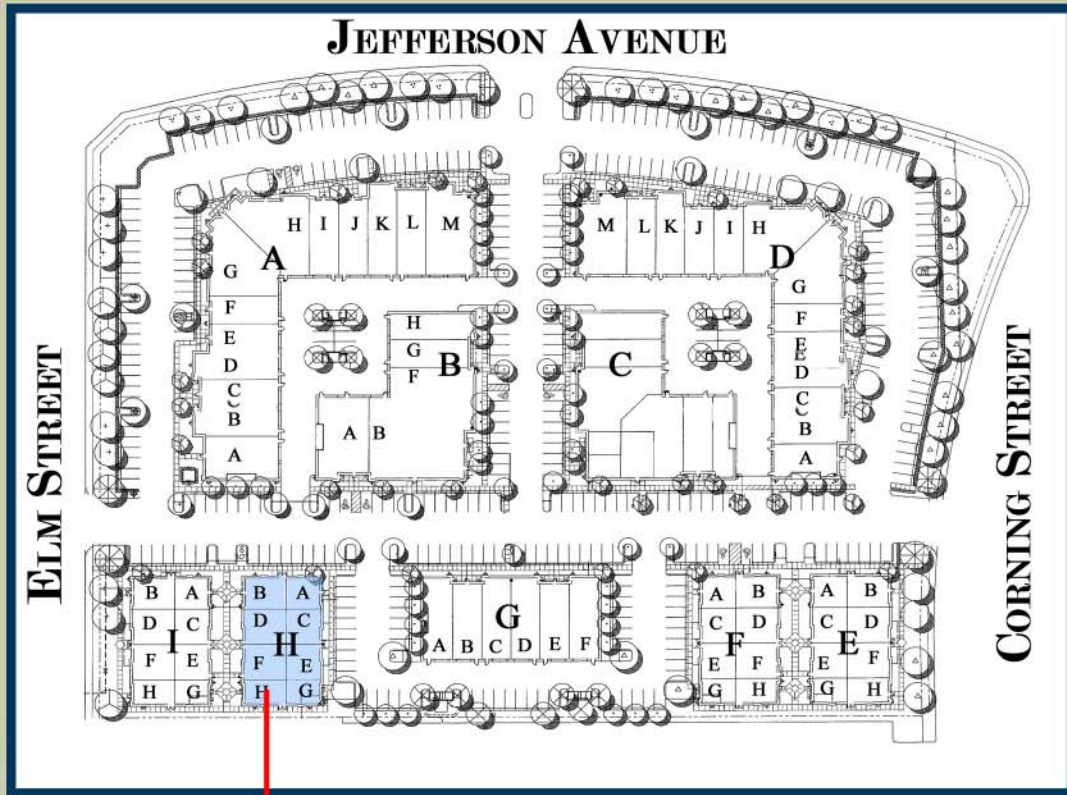 JEFFERSON AVENUE
ELM STREET
CORNING STREET
A
H I J K L M
G
F
E
D
C
B
A
B
H
G
F
A B
C
D
M L K J I H
G
F
E
D
C
B
A
I
B A
D C
F E
H G
H
B A
D C
F E
H G
G
A B C D E F
F
A B
C D
E F
G H
E
A B
C D
E F
G H